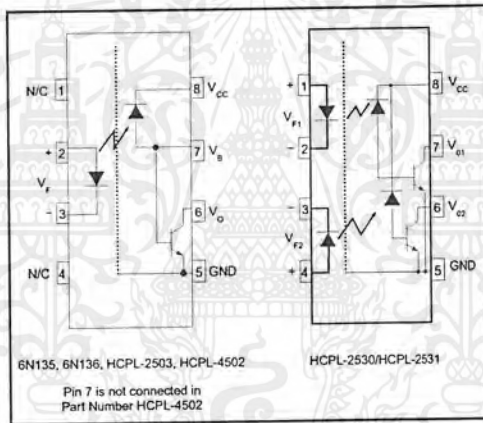 N/C 1
8 VCC
+ 2
7 VB
VF
- 3
6 VO
N/C 4
5 GND
6N135, 6N136, HCPL-2503, HCPL-4502
Pin 7 is not connected in
Part Number HCPL-4502
+ 1
8 VCC
VF1
- 2
7 V01
- 3
6 V02
VF2
+ 4
5 GND
HCPL-2530/HCPL-2531